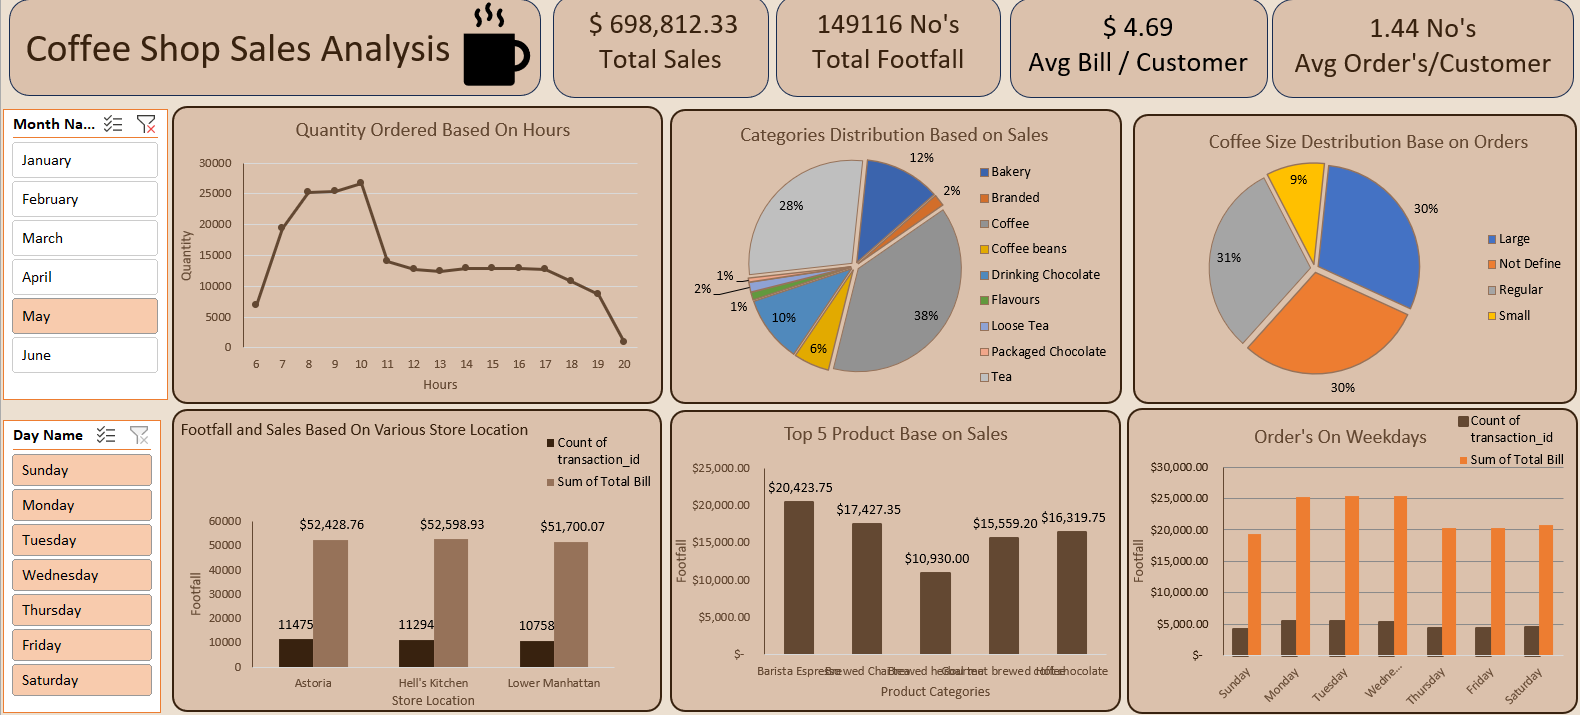 Coffee Shop Sales Analysis
$ 698,812.33
Total Sales
149116 No's
Total Footfall
$ 4.69
Avg Bill / Customer
1.44 No's
Avg Order's/Customer
Month Na...
January
February
March
April
May
June
Quantity Ordered Based On Hours
30000
25000
20000
15000
10000
5000
0
Quantity
6 7 8 9 10 11 12 13 14 15 16 17 18 19 20
Hours
Categories Distribution Based on Sales
12%
2%
38%
6%
10%
1%
2%
1%
28%
Bakery
Branded
Coffee
Coffee beans
Drinking Chocolate
Flavours
Loose Tea
Packaged Chocolate
Tea
Coffee Size Destribution Base on Orders
9%
30%
31%
30%
Large
Not Define
Regular
Small
Day Name
Sunday
Monday
Tuesday
Wednesday
Thursday
Friday
Saturday
Footfall and Sales Based On Various Store Location
Count of
transaction_id
Sum of Total Bill
60000
50000
40000
30000
20000
10000
0
Footfall
$52,428.76
$52,598.93
$51,700.07
11475
11294
10758
Astoria
Hell's Kitchen
Lower Manhattan
Store Location
Top 5 Product Base on Sales
$25,000.00
$20,000.00
$15,000.00
$10,000.00
$5,000.00
$-
Footfall
$20,423.75
$17,427.35
$10,930.00
$15,559.20
$16,319.75
Barista Espresso
Brewed Chai tea
Brewed herbal tea
Gourmet brewed coffee
Hot chocolate
Product Categories
Order's On Weekdays
Count of
transaction_id
Sum of Total Bill
$30,000.00
$25,000.00
$20,000.00
$15,000.00
$10,000.00
$5,000.00
$-
Footfall
Sunday
Monday
Tuesday
Wedne...
Thursday
Friday
Saturday